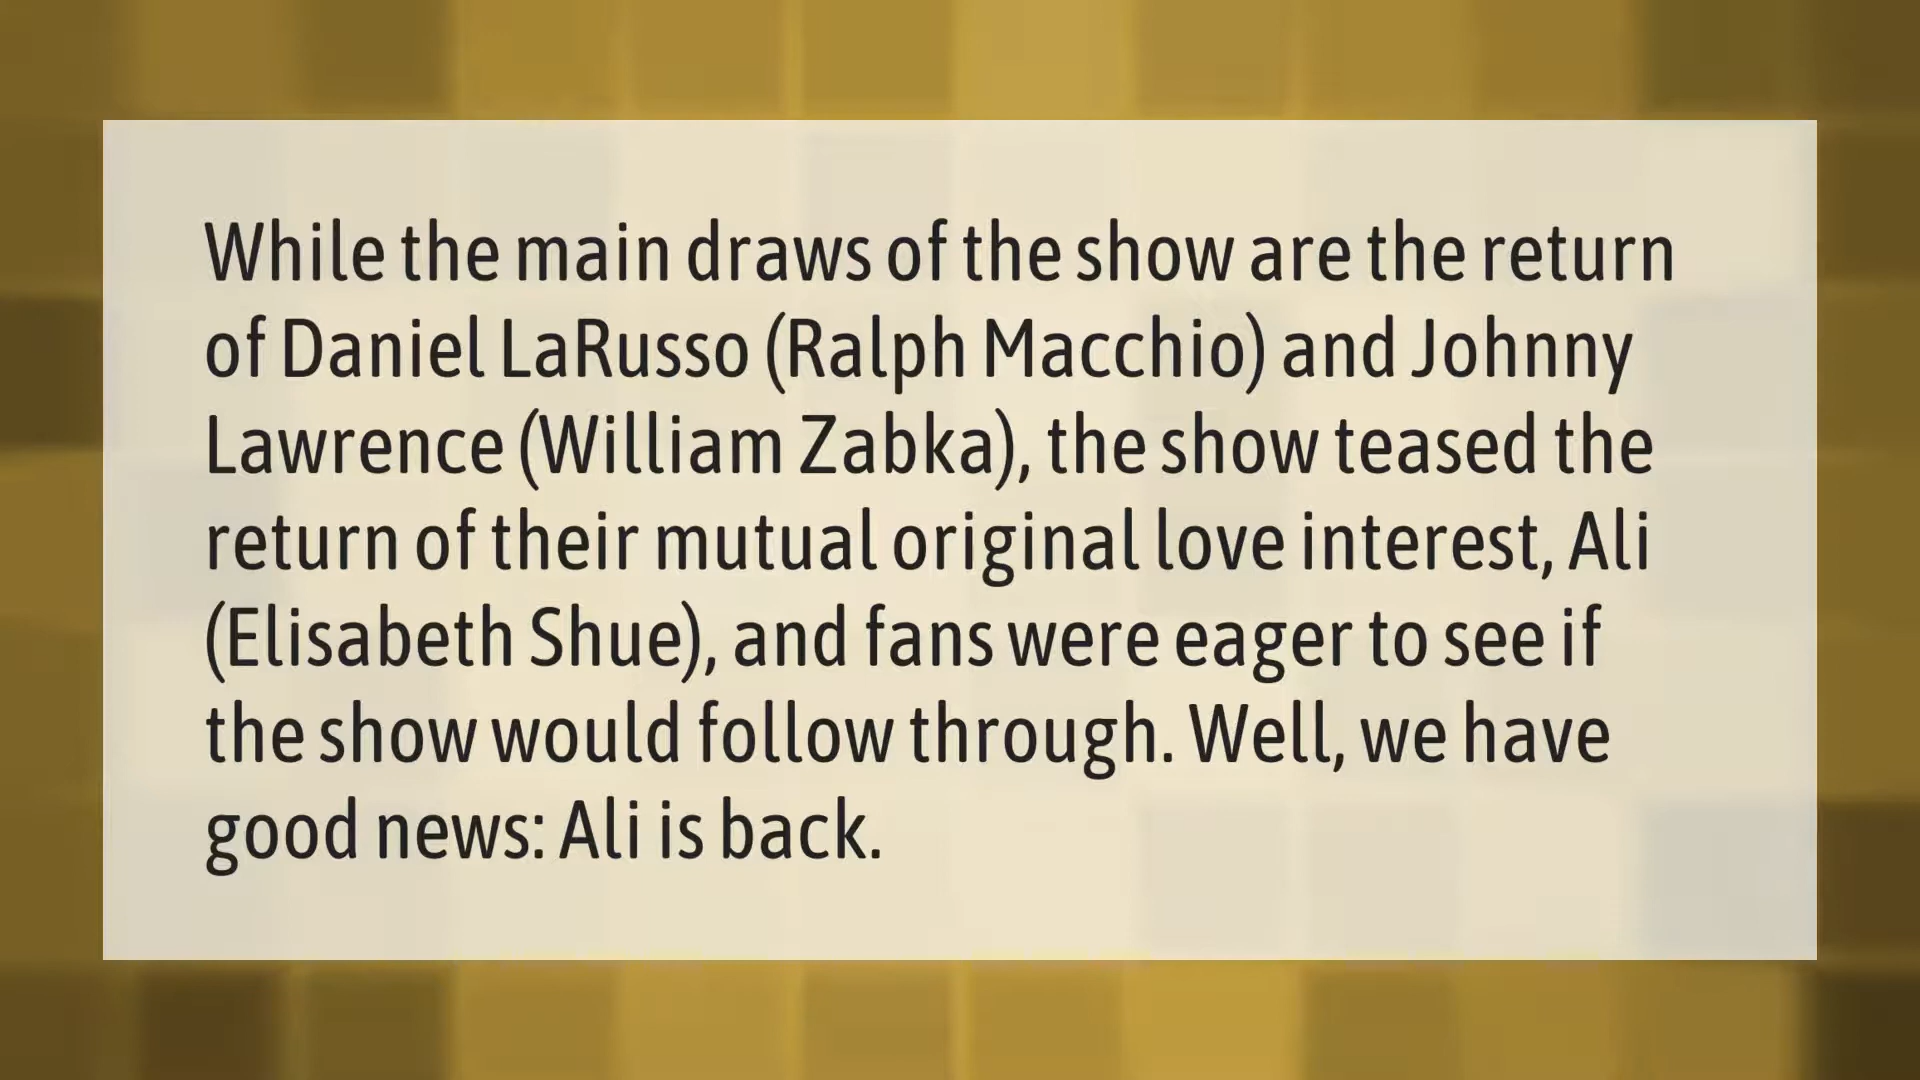 While the main draws of the show are the return
of Daniel LaRusso (Ralph Macchio) and Johnny
Lawrence (William Zabka), the show teased the
return of their mutual original love interest, Ali
(Elisabeth Shue), and fans were eager to see if
the show would follow through. Well, we have
good news: Ali is back.